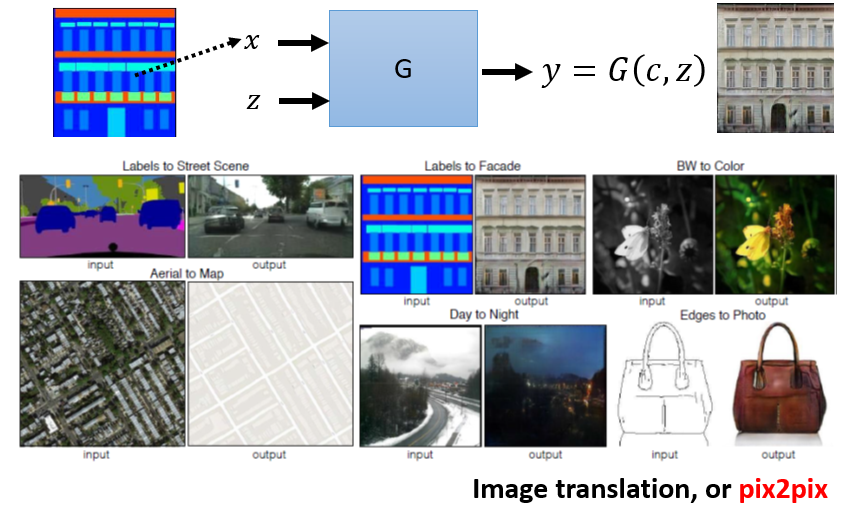 x
z
G
y = G(c, z)
Labels to Street Scene
input
output
Labels to Facade
input
output
BW to Color
input
output
Aerial to Map
input
output
Day to Night
input
output
Edges to Photo
input
output
Image translation, or pix2pix